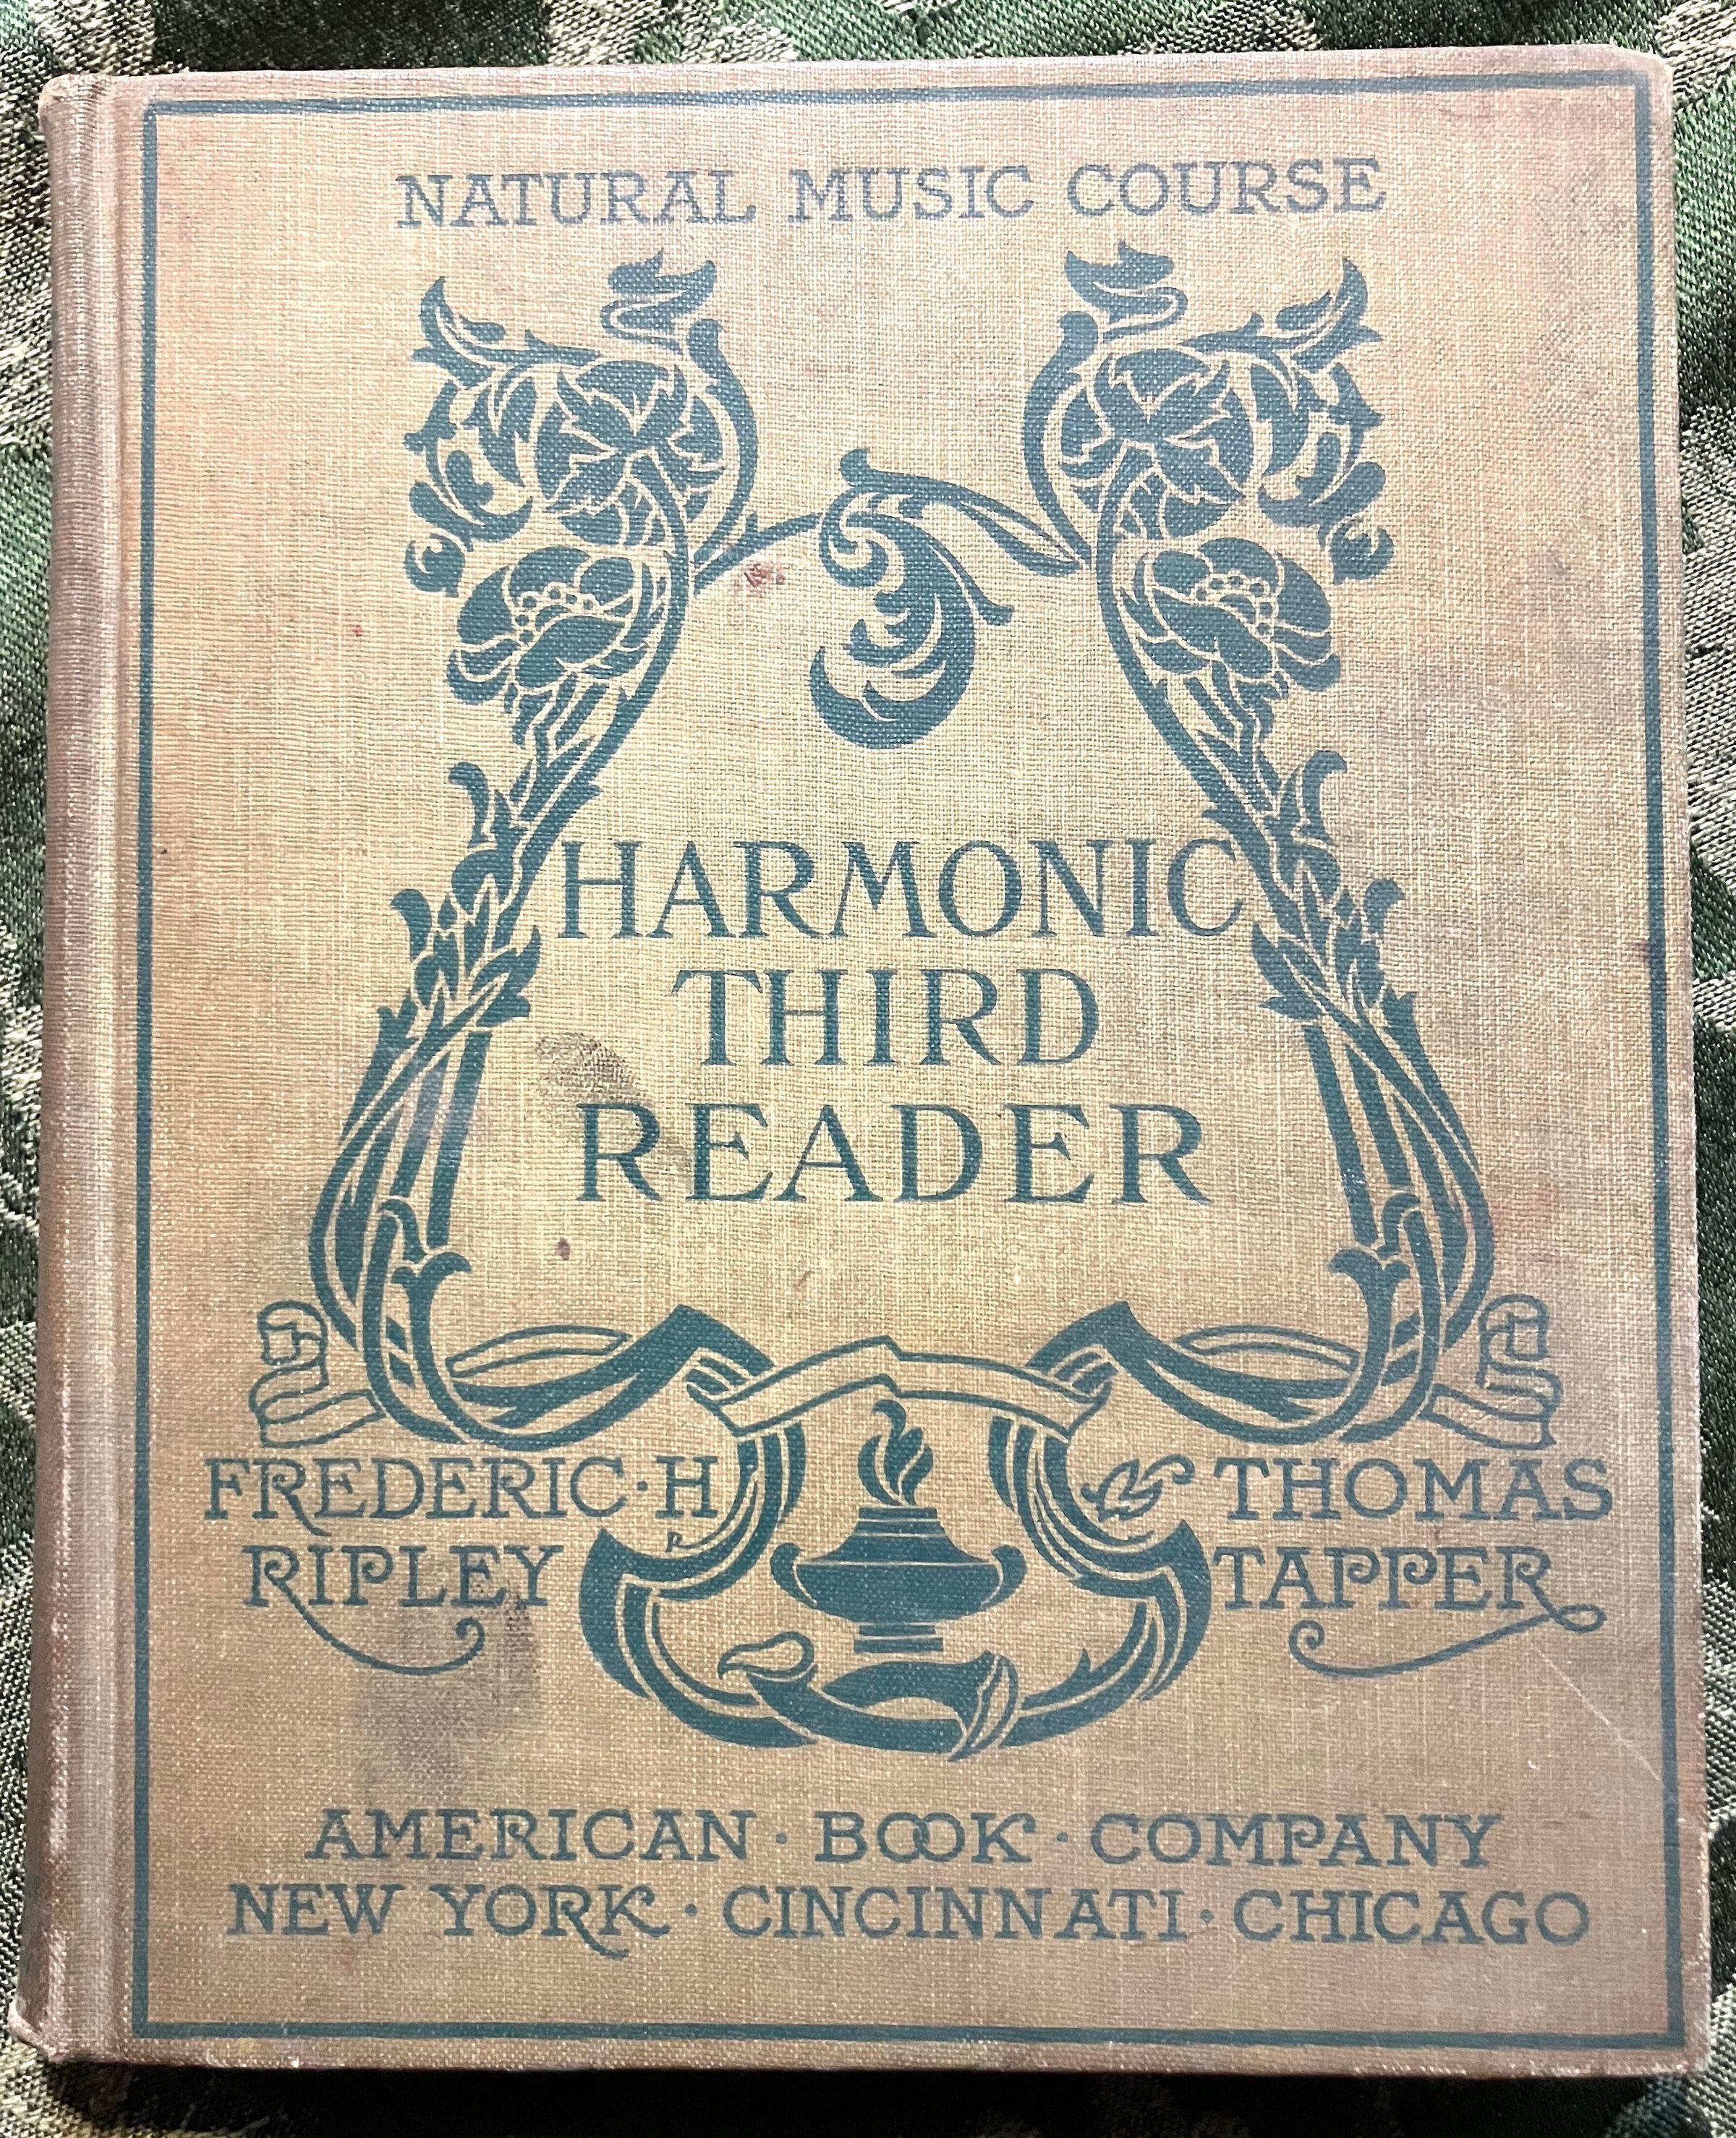 NATURAL MUSIC COURSE
HARMONIC
THIRD
READER
FREDERIC · H
RIPLEY
& THOMAS
TAPPER
AMERICAN · BOOK · COMPANY
NEW YORK · CINCINNATI · CHICAGO